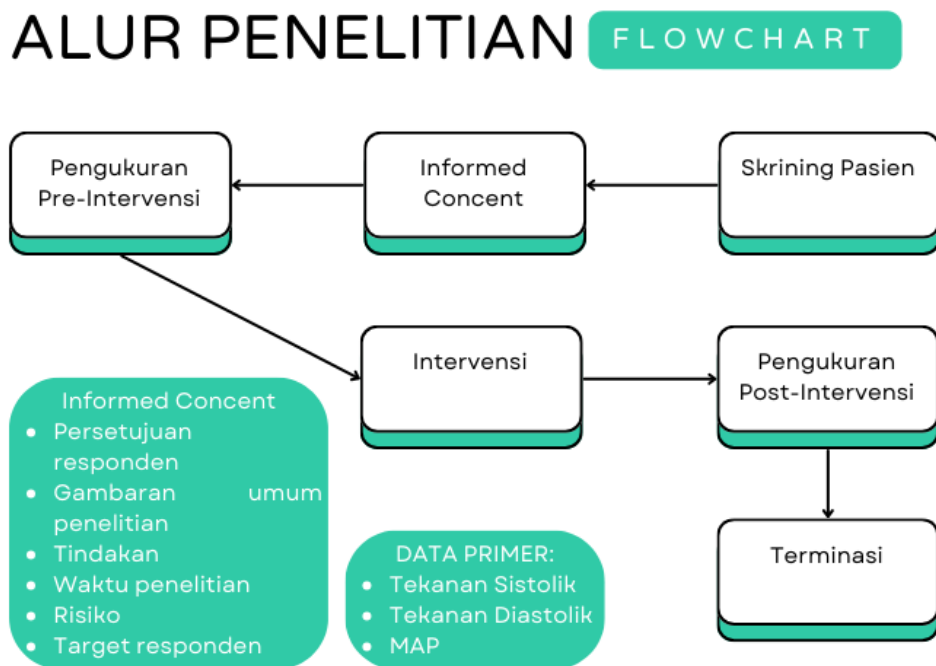 ALUR PENELITIAN FLOWCHART
Pengukuran
Pre-Intervensi
Informed
Concent
Skrining Pasien
Intervensi
Pengukuran
Post-Intervensi
Terminasi
Informed Concent
• Persetujuan
responden
• Gambaran umum
penelitian
• Tindakan
• Waktu penelitian
• Risiko
• Target responden
DATA PRIMER:
• Tekanan Sistolik
• Tekanan Diastolik
• MAP